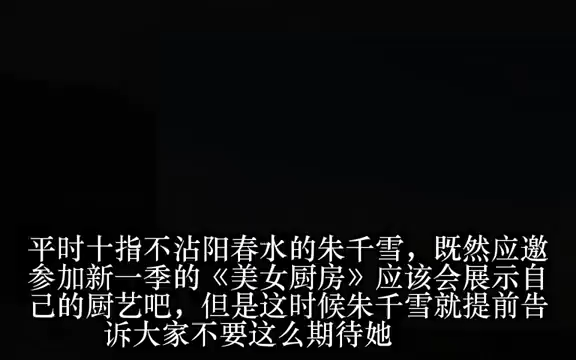 平时十指不沾阳春水的朱千雪，既然应邀
参加新一季的《美女厨房》应该会展示自
己的厨艺吧，但是这时候朱千雪就提前告
诉大家不要这么期待她